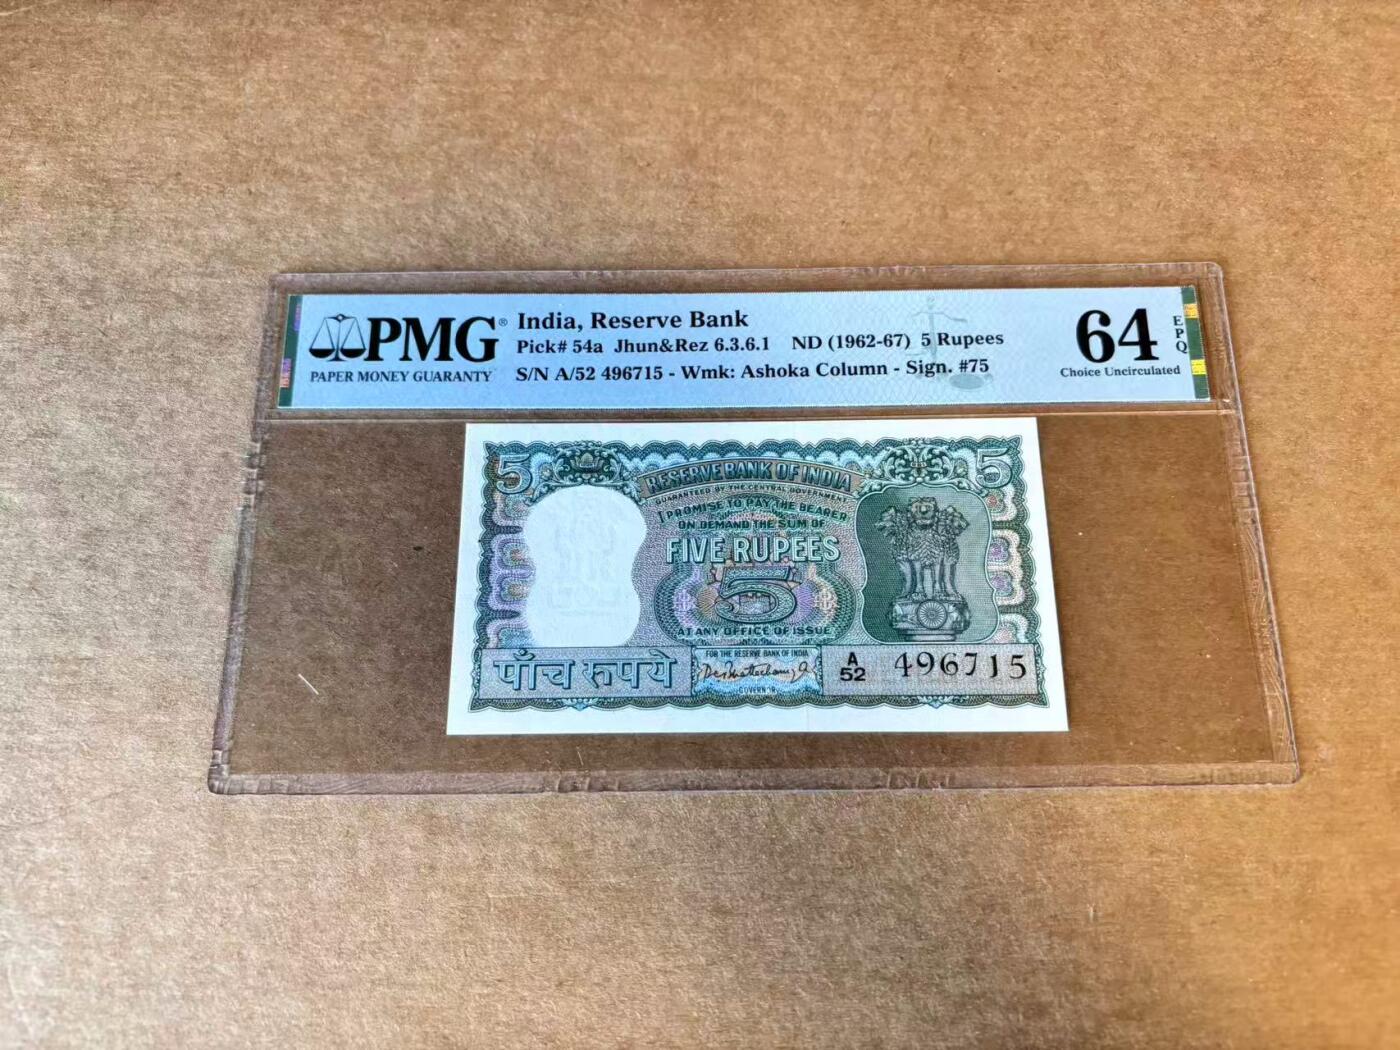 PMG®
PAPER MONEY GUARANTY
India, Reserve Bank
Pick# 54a Jhun&Rez 6.3.6.1 ND (1962-67) 5 Rupees
S/N A/52 496715 - Wmk: Ashoka Column - Sign. #75
64 EPQ
Choice Uncirculated
5 5
RESERVE BANK OF INDIA
GUARANTEED BY THE CENTRAL GOVERNMENT
I PROMISE TO PAY THE BEARER
ON DEMAND THE SUM OF
FIVE RUPEES
5
AT ANY OFFICE OF ISSUE
FOR THE RESERVE BANK OF INDIA
पाँच रुपये
GOVERNOR
A/52 496715